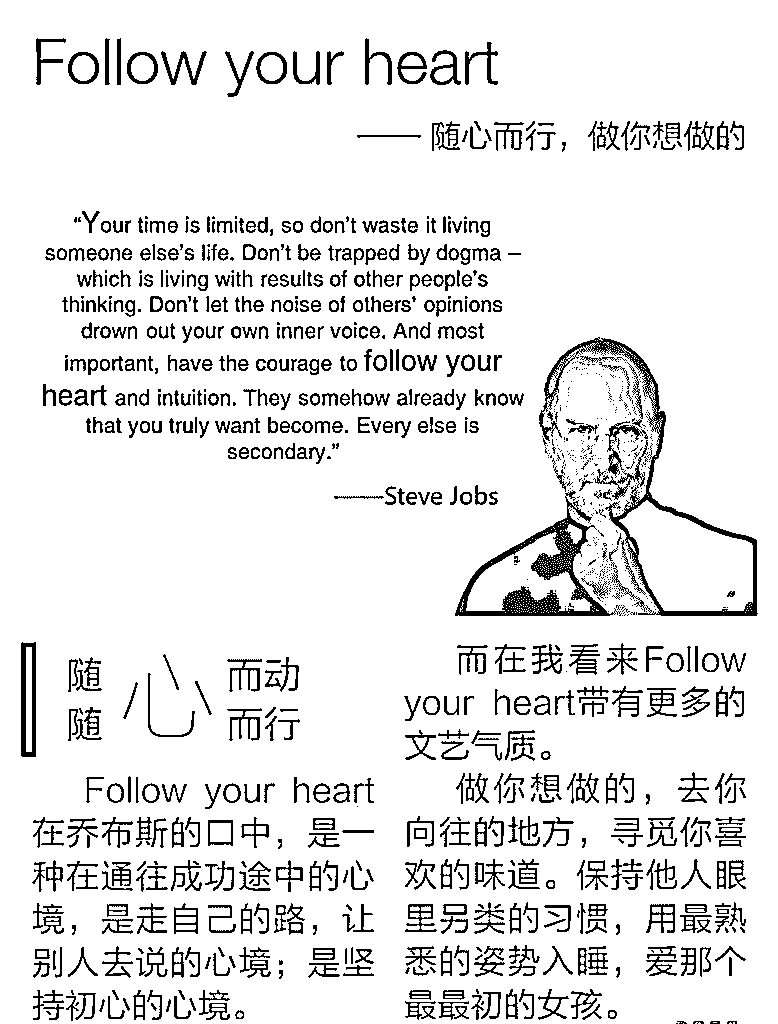 Follow your heart
—— 随心而行，做你想做的
“Your time is limited, so don’t waste it living
someone else’s life. Don’t be trapped by dogma –
which is living with results of other people’s
thinking. Don’t let the noise of others’ opinions
drown out your own inner voice. And most
important, have the courage to follow your
heart and intuition. They somehow already know
that you truly want become. Every else is
secondary.”
——Steve Jobs
随心而动
随心而行
Follow your heart
在乔布斯的口中，是一
种在通往成功途中的心
境，是走自己的路，让
别人去说的心境；是坚
持初心的心境。
而在我看来Follow
your heart带有更多的
文艺气质。
做你想做的，去你
向往的地方，寻觅你喜
欢的味道。保持他人眼
里另类的习惯，用最熟
悉的姿势入睡，爱那个
最最初的女孩。